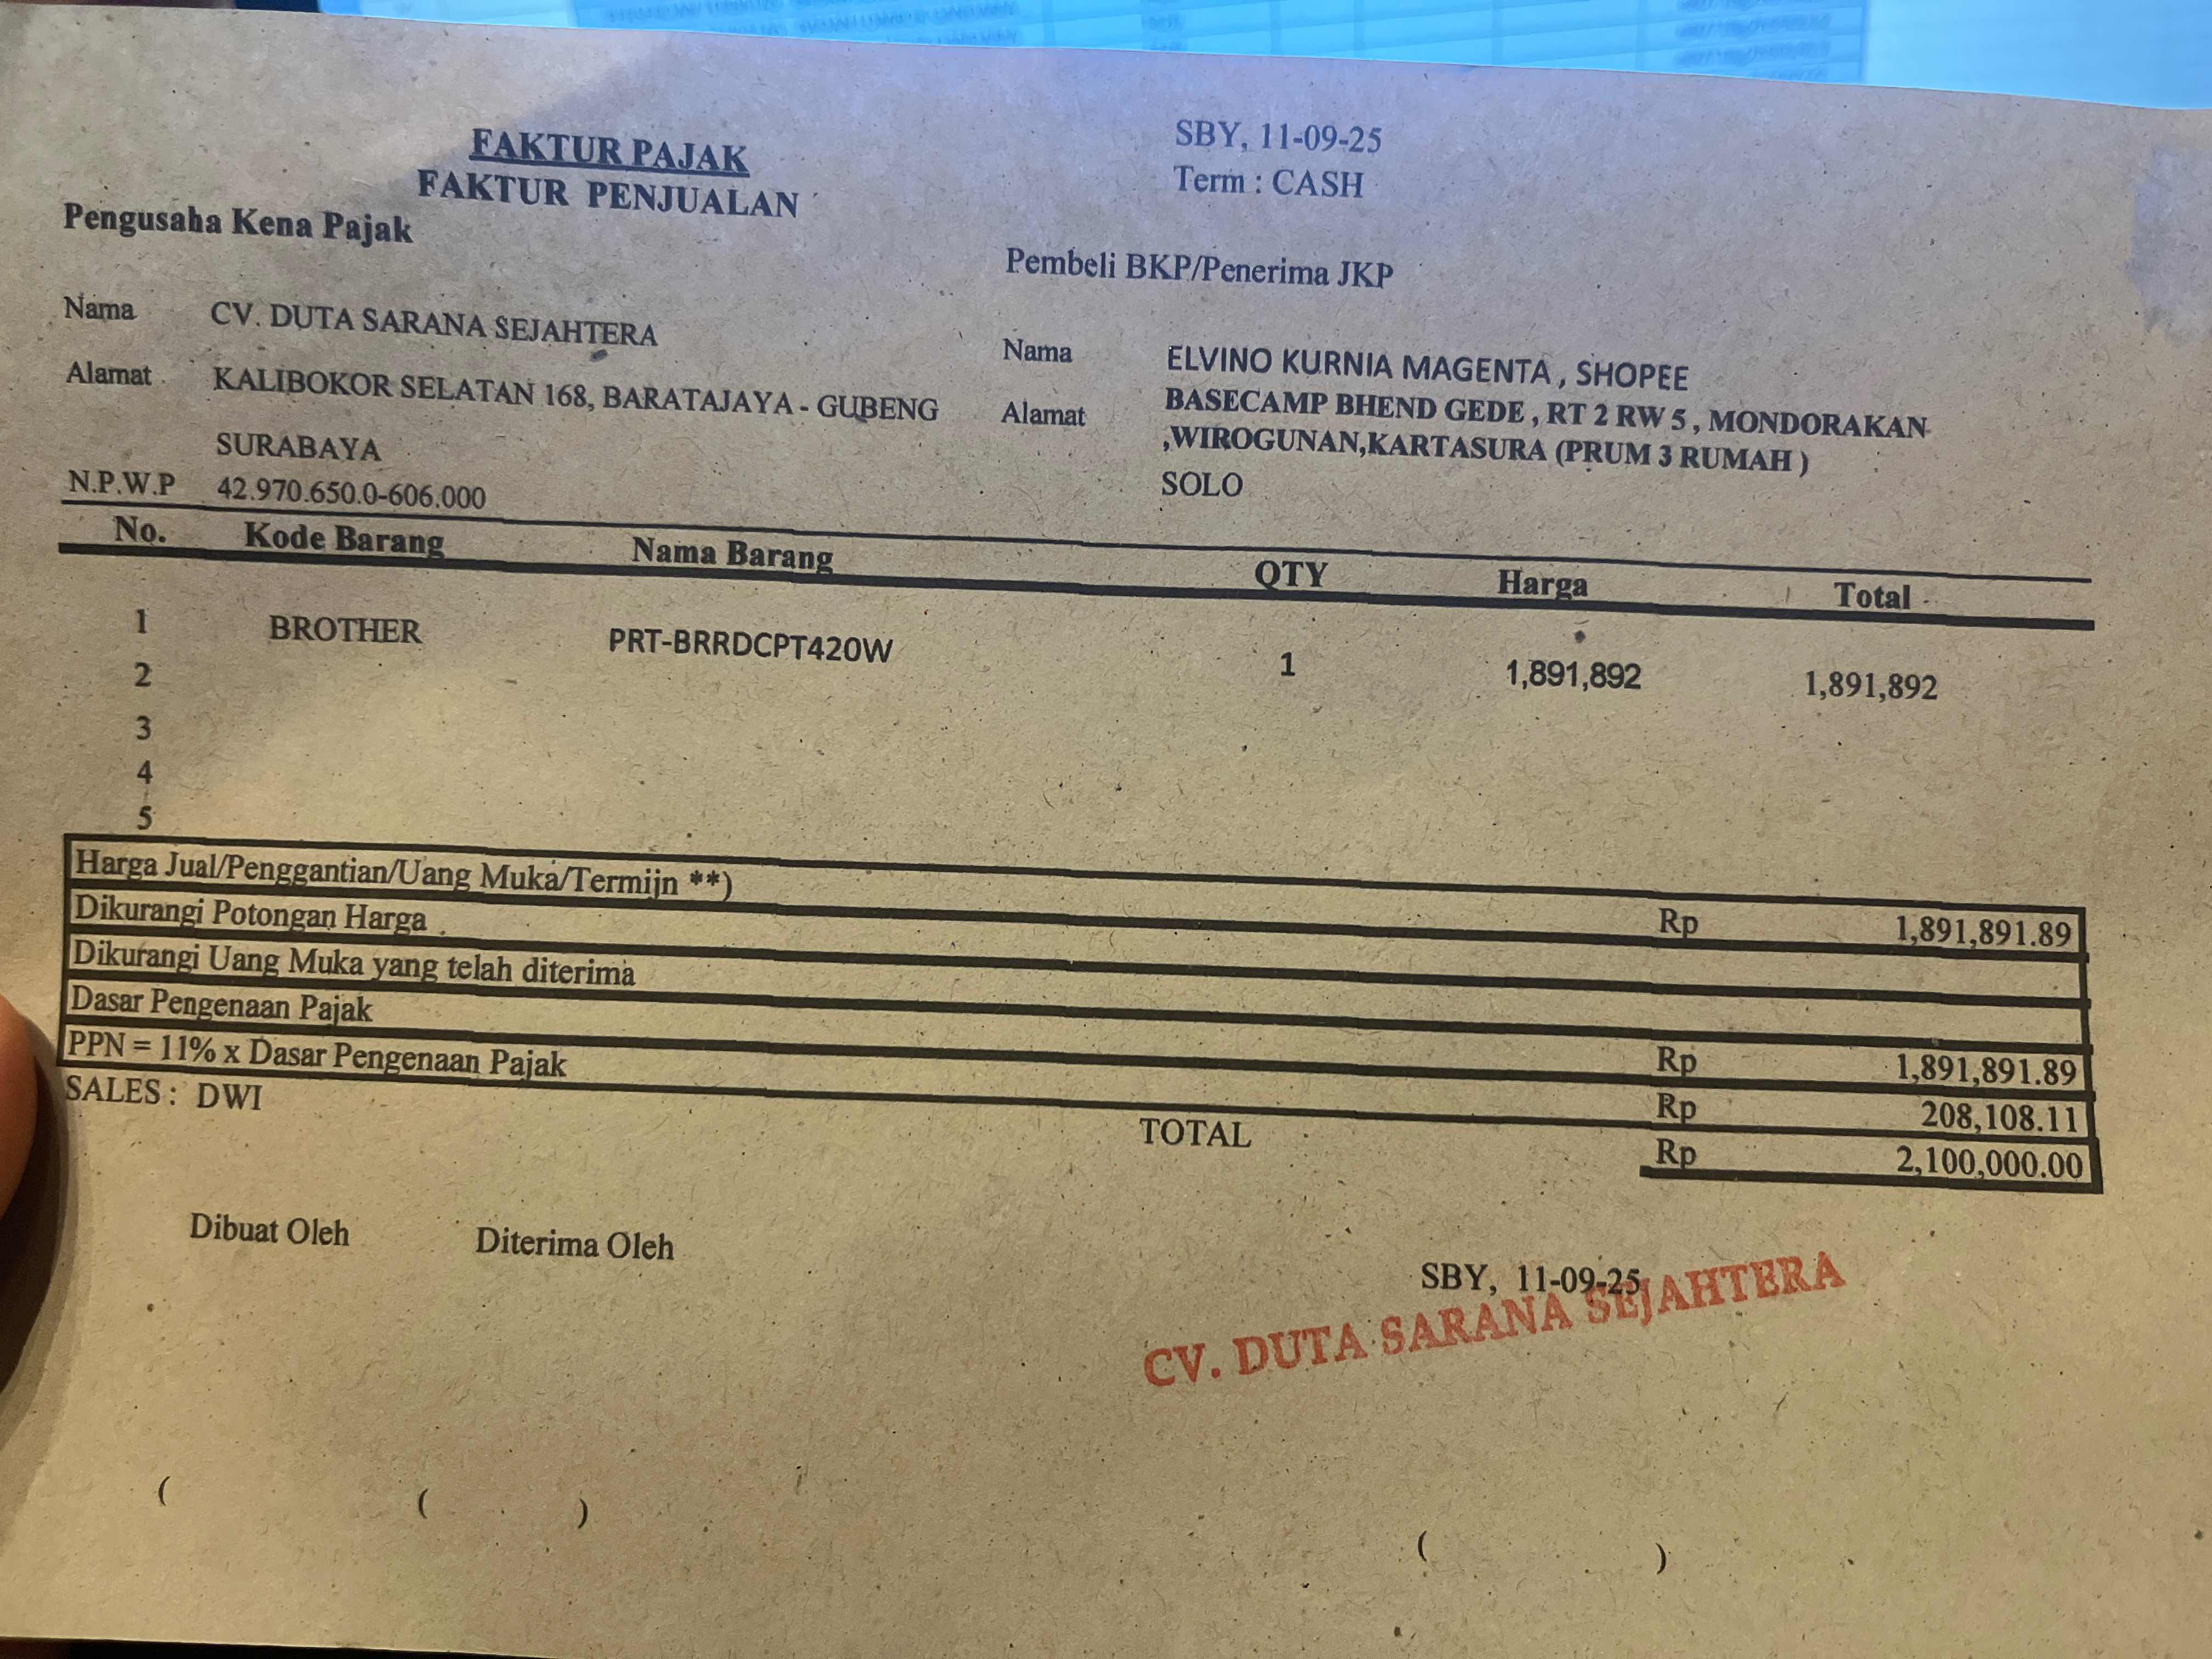 FAKTUR PAJAK
FAKTUR PENJUALAN
SBY, 11-09-25
Term : CASH
Pengusaha Kena Pajak
Pembeli BKP/Penerima JKP
Nama CV. DUTA SARANA SEJAHTERA
Alamat KALIBOKOR SELATAN 168, BARATAJAYA - GUBENG
SURABAYA
N.P.W.P 42.970.650.0-606.000
Nama ELVINO KURNIA MAGENTA , SHOPEE
Alamat BASECAMP BHEND GEDE , RT 2 RW 5 , MONDORAKAN
,WIROGUNAN,KARTASURA (PRUM 3 RUMAH )
SOLO
No. Kode Barang Nama Barang QTY Harga Total
1 BROTHER PRT-BRRDCPT420W 1 1,891,892 1,891,892
2
3
4
5
Harga Jual/Penggantian/Uang Muka/Termijn **) Rp 1,891,891.89
Dikurangi Potongan Harga
Dikurangi Uang Muka yang telah diterima
Dasar Pengenaan Pajak Rp 1,891,891.89
PPN = 11% x Dasar Pengenaan Pajak Rp 208,108.11
SALES : DWI TOTAL Rp 2,100,000.00
Dibuat Oleh Diterima Oleh
SBY, 11-09-25
CV. DUTA SARANA SEJAHTERA
( ( ) ( )